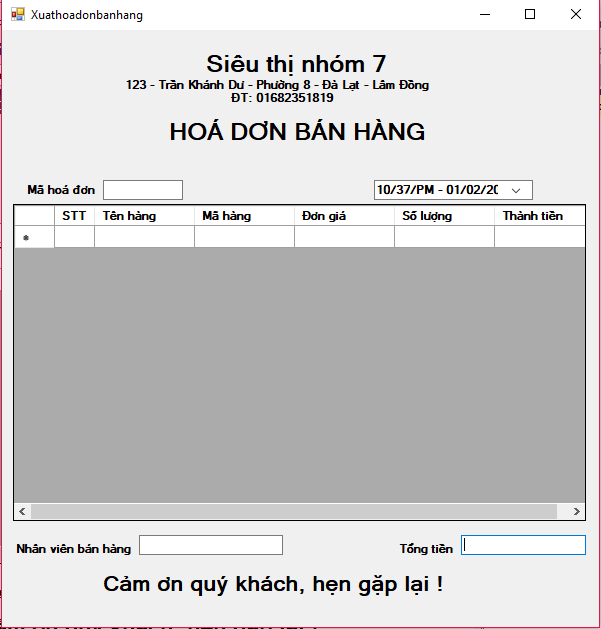 Xuathoadonbanhang
Siêu thị nhóm 7
123 - Trần Khánh Dư - Phường 8 - Đà Lạt - Lâm Đồng
ĐT: 01682351819
HOÁ DƠN BÁN HÀNG
Mã hoá đơn
10/37/PM - 01/02/20
STT Tên hàng Mã hàng Đơn giá Số lượng Thành tiền
Nhân viên bán hàng
Tổng tiền
Cảm ơn quý khách, hẹn gặp lại !